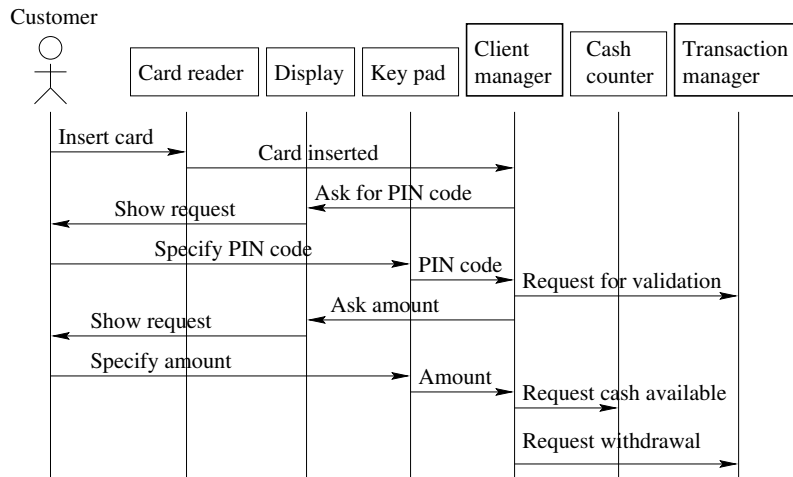 Customer
Card reader
Display
Key pad
Client
manager
Cash
counter
Transaction
manager
Insert card
Card inserted
Ask for PIN code
Show request
Specify PIN code
PIN code
Request for validation
Ask amount
Show request
Specify amount
Amount
Request cash available
Request withdrawal